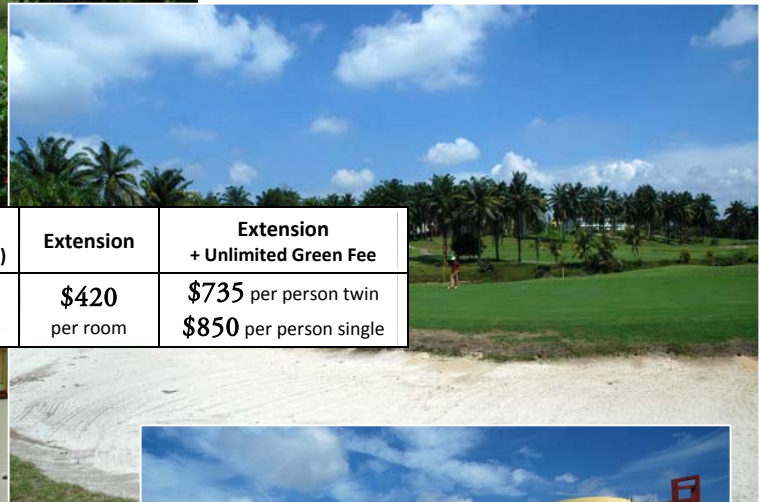 )
Extension
Extension
+ Unlimited Green Fee
$420
per room
$735 per person twin
$850 per person single